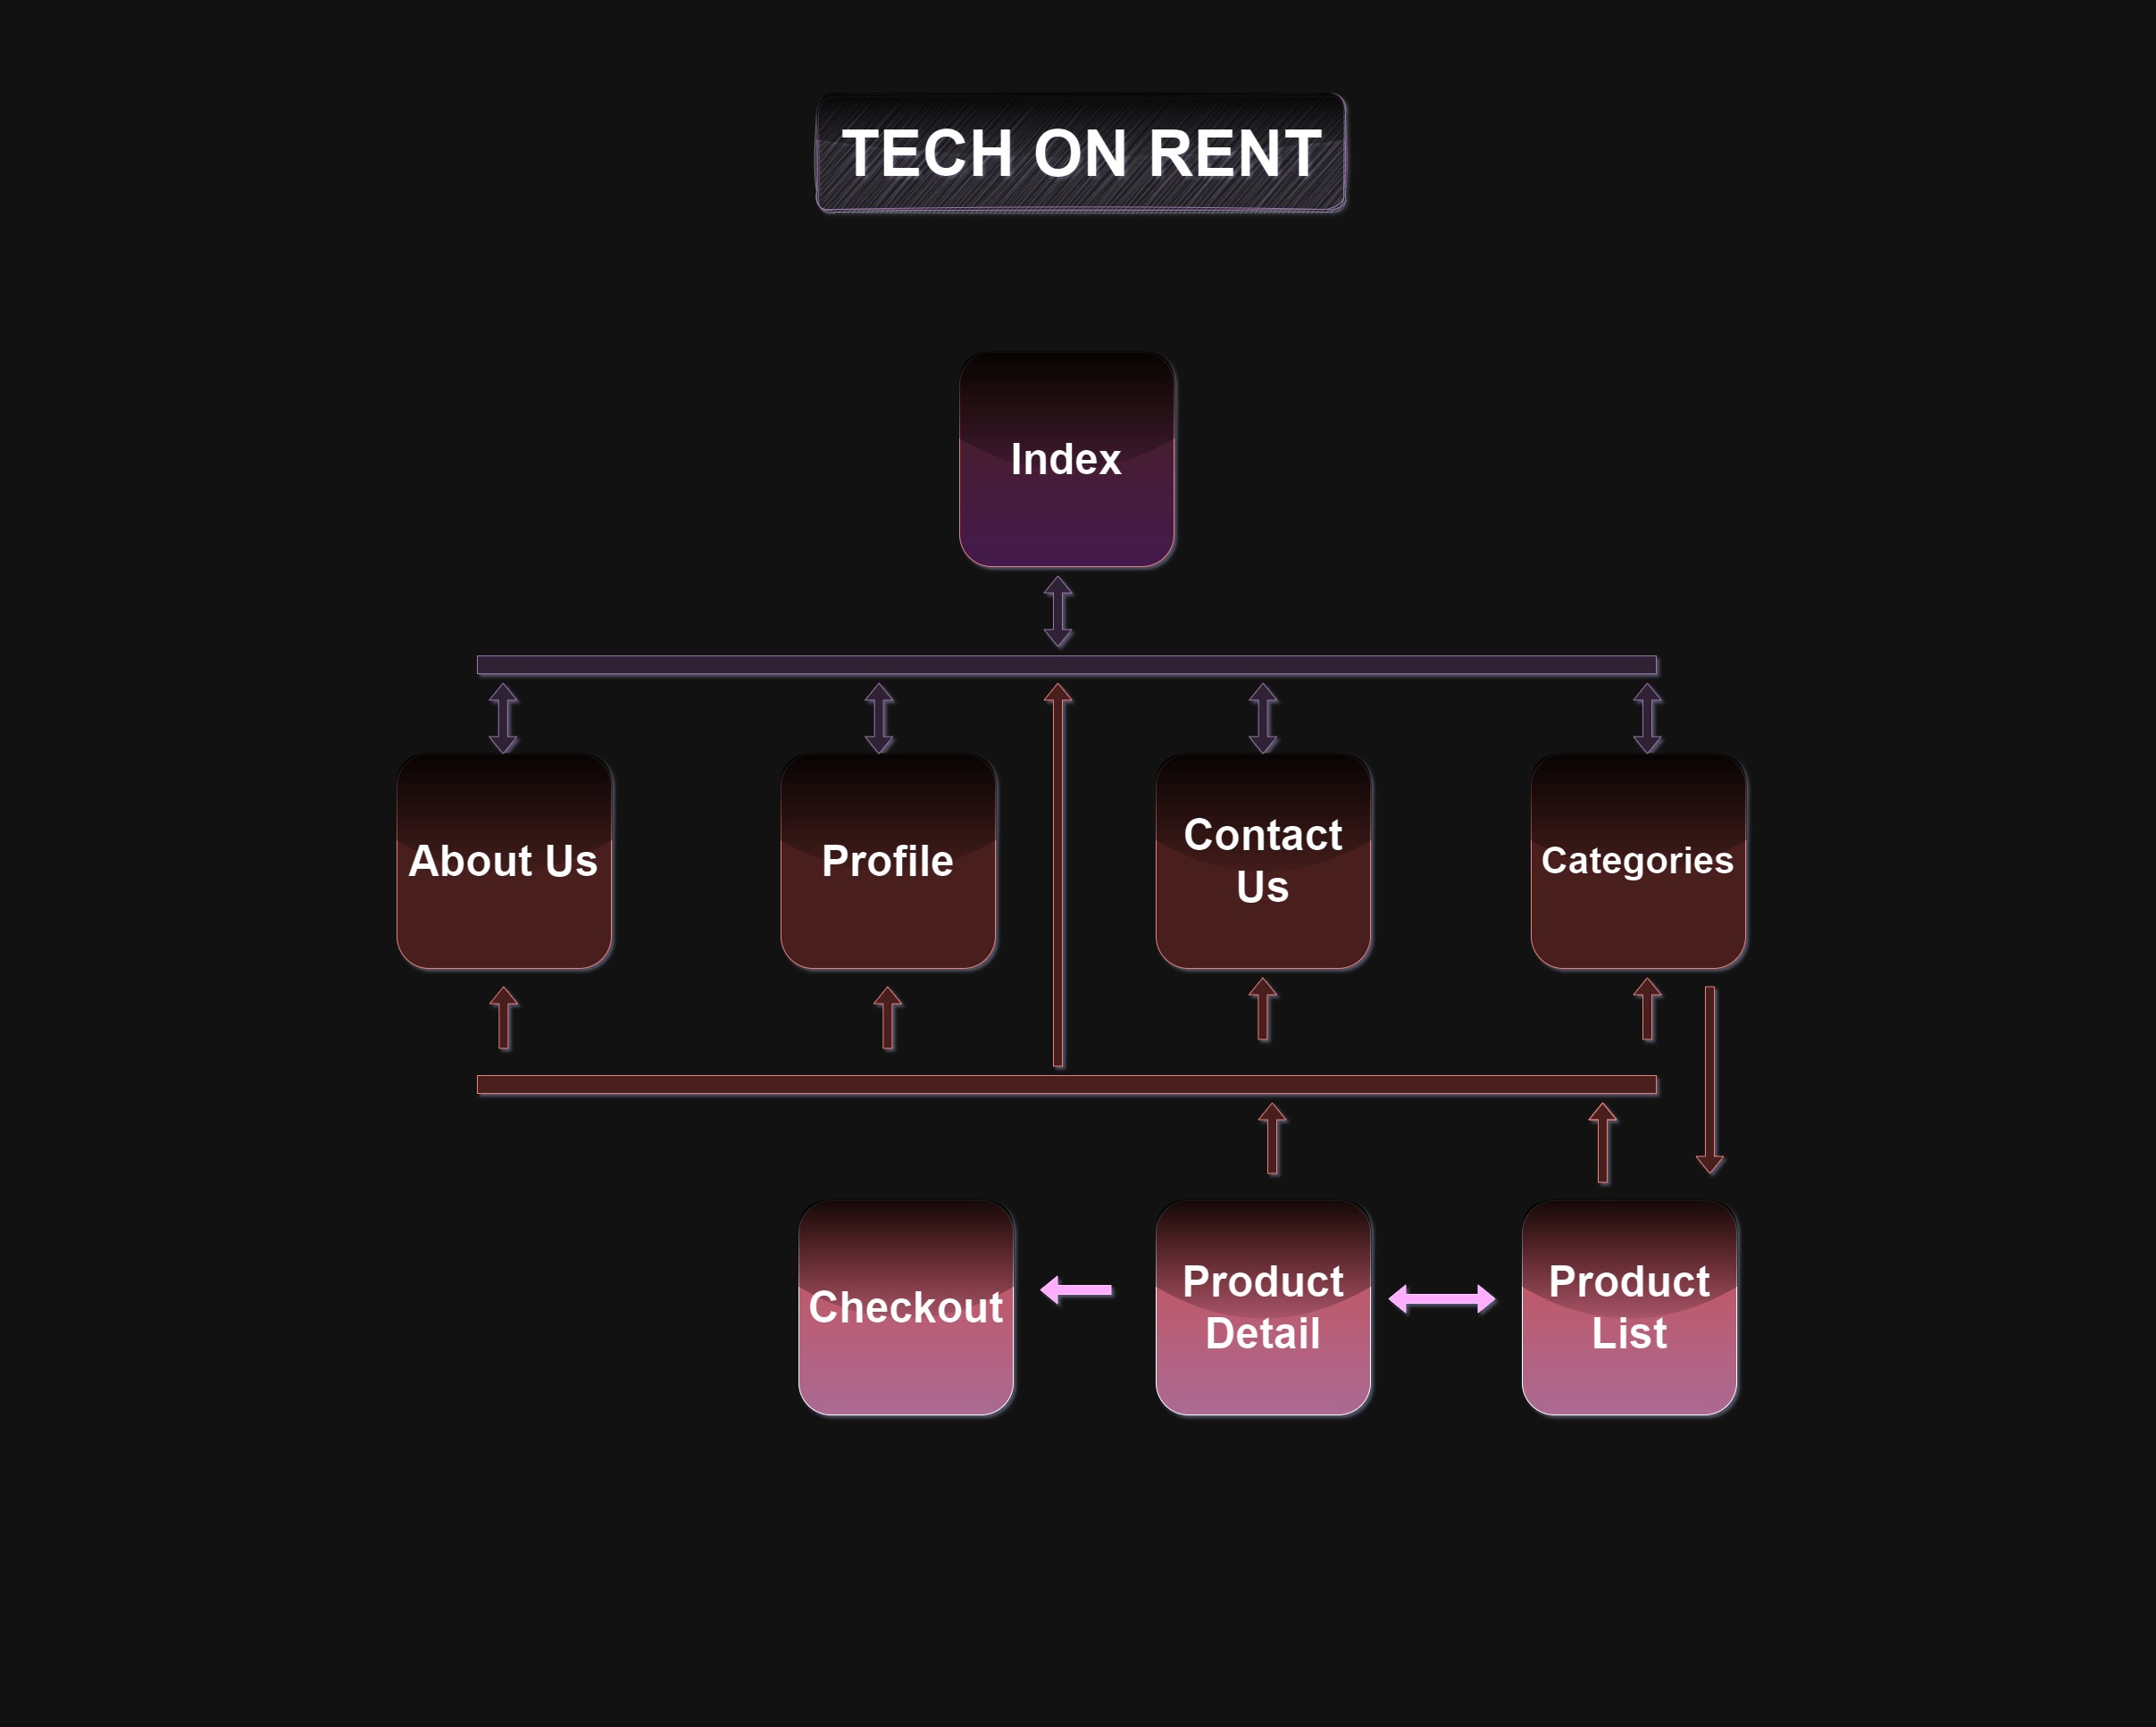 TECH ON RENT
Index
About Us
Profile
Contact
Us
Categories
Checkout
Product
Detail
Product
List